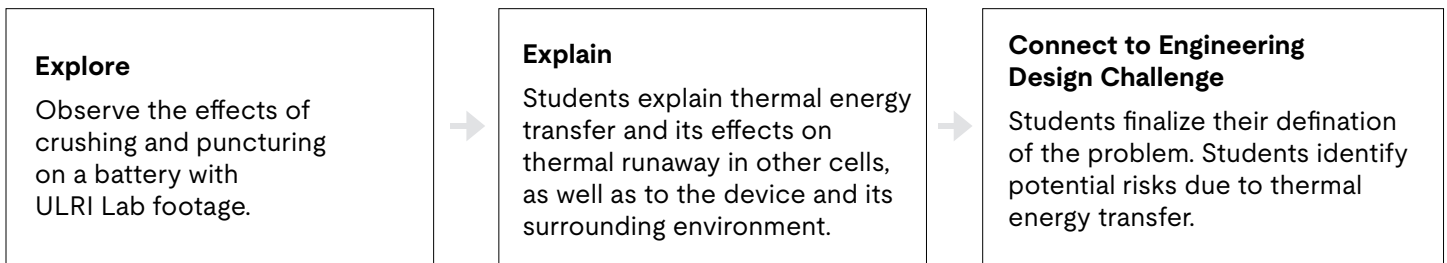 Explore
Observe the effects of
crushing and puncturing
on a battery with
ULRI Lab footage.
Explain
Students explain thermal energy
transfer and its effects on
thermal runaway in other cells,
as well as to the device and its
surrounding environment.
Connect to Engineering
Design Challenge
Students finalize their defination
of the problem. Students identify
potential risks due to thermal
energy transfer.